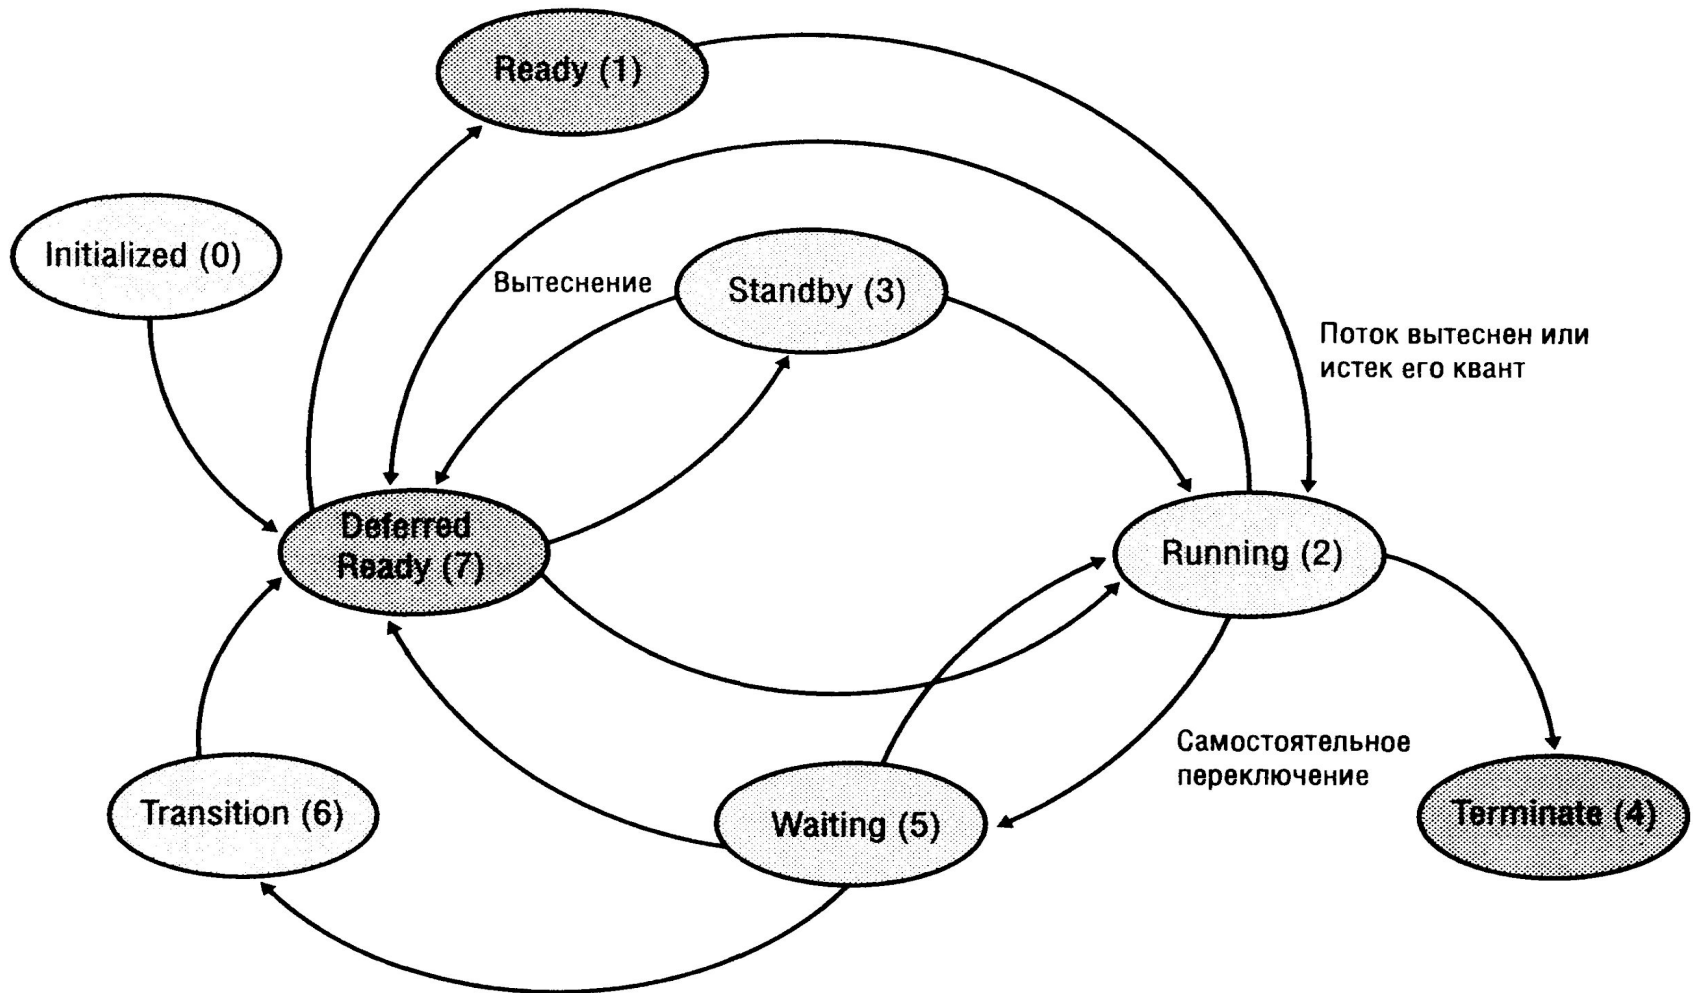 Ready (1)
Initialized (0)
Вытеснение
Standby (3)
Поток вытеснен или
истек его квант
Deferred
Ready (7)
Running (2)
Самостоятельное
переключение
Transition (6)
Waiting (5)
Terminate (4)